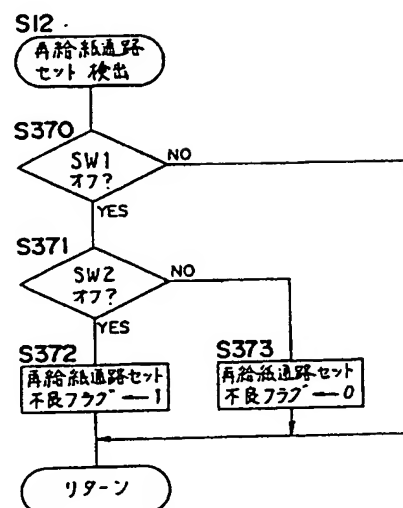 S12
再給紙通路
セット 検出
S370
SW1
オフ?
NO
YES
S371
SW2
オフ?
NO
YES
S372
再給紙通路セット
不良フラグ ← 1
S373
再給紙通路セット
不良フラグ ← 0
リターン